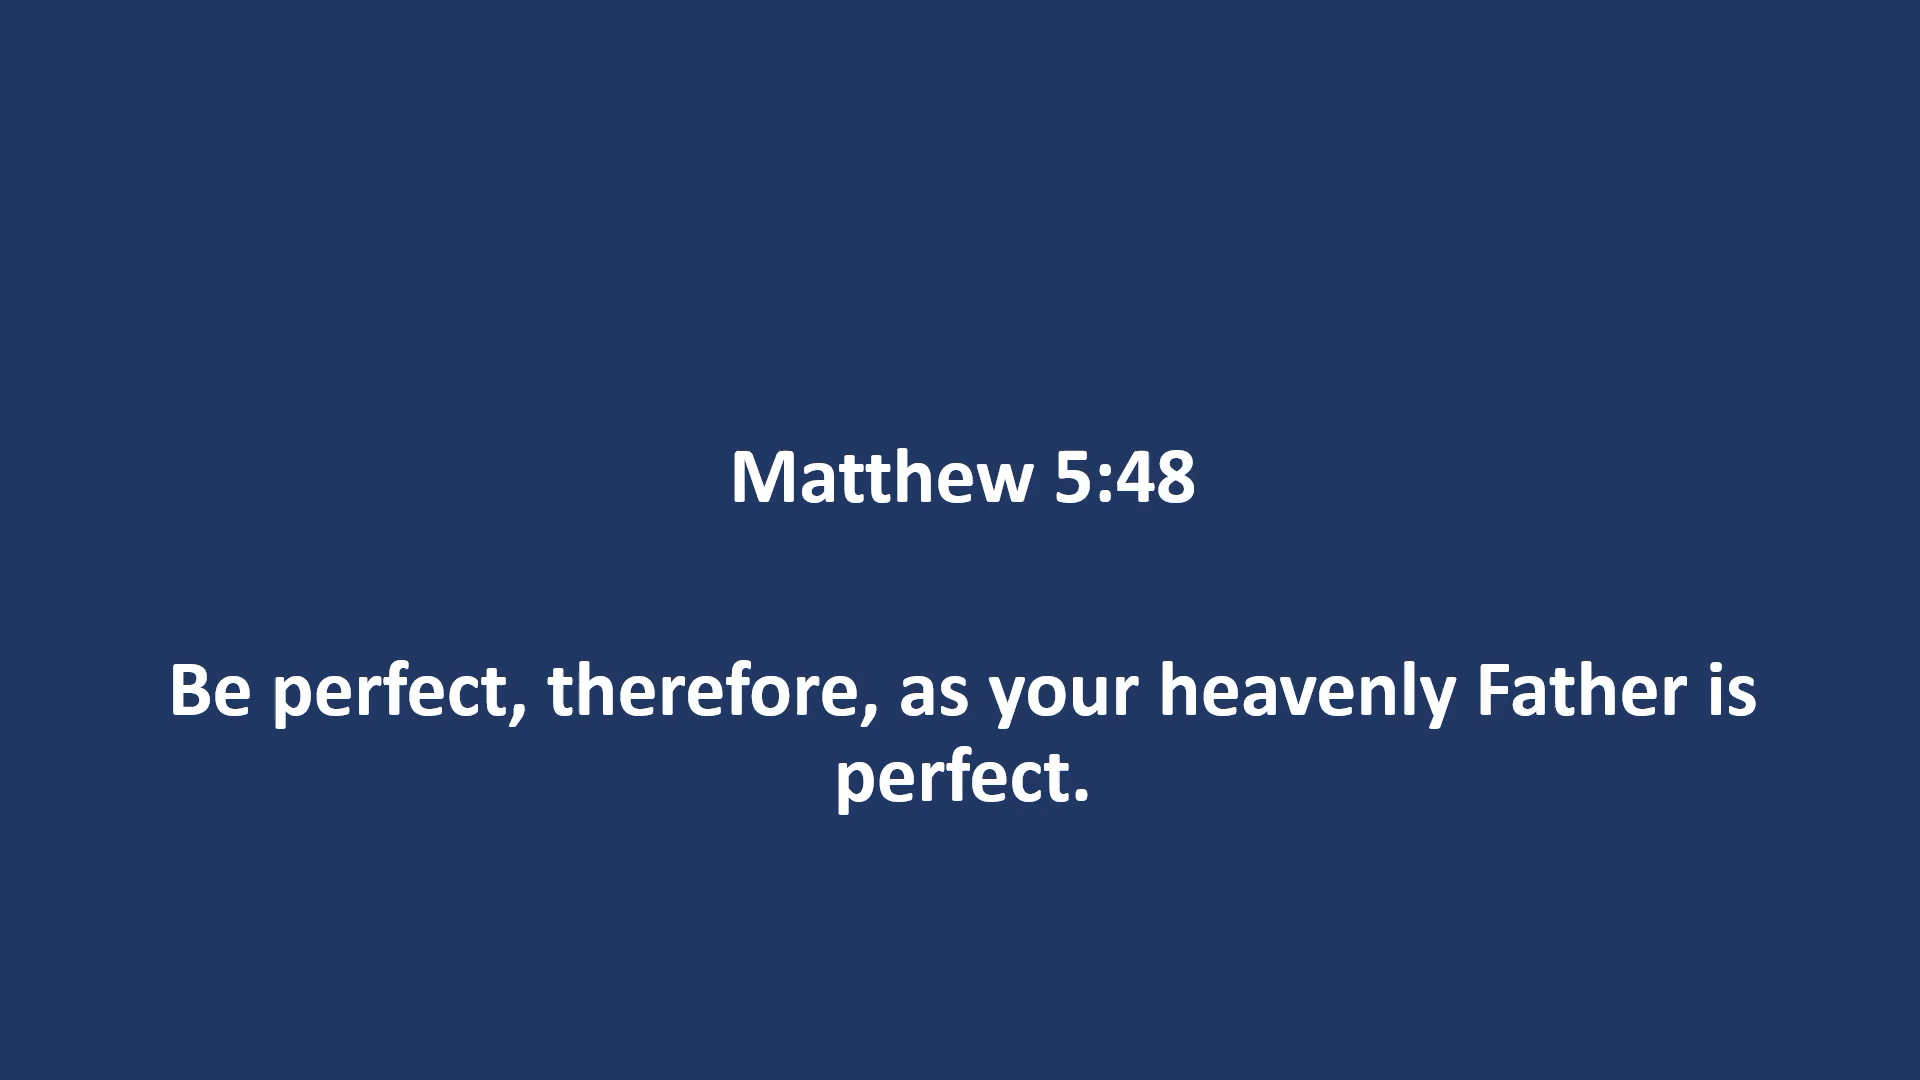 Matthew 5:48
Be perfect, therefore, as your heavenly Father is
perfect.